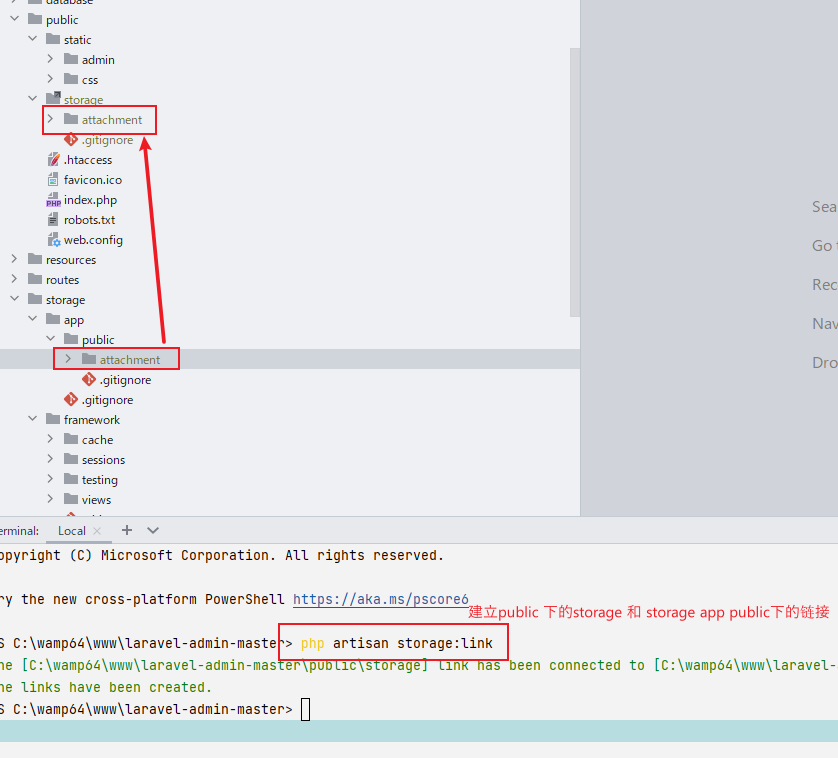 database
public
static
admin
css
storage
attachment
.gitignore
.htaccess
favicon.ico
index.php
robots.txt
web.config
resources
routes
storage
app
public
attachment
.gitignore
.gitignore
framework
cache
sessions
testing
views
Sea
Go t
Rec
Nav
Dro
erminal: Local
opyright (C) Microsoft Corporation. All rights reserved.
ry the new cross-platform PowerShell https://aka.ms/pscore6
建立public 下的storage 和 storage app public下的链接
S C:\wamp64\www\laravel-admin-master> php artisan storage:link
he [C:\wamp64\www\laravel-admin-master\public\storage] link has been connected to [C:\wamp64\www\laravel-
he links have been created.
S C:\wamp64\www\laravel-admin-master>